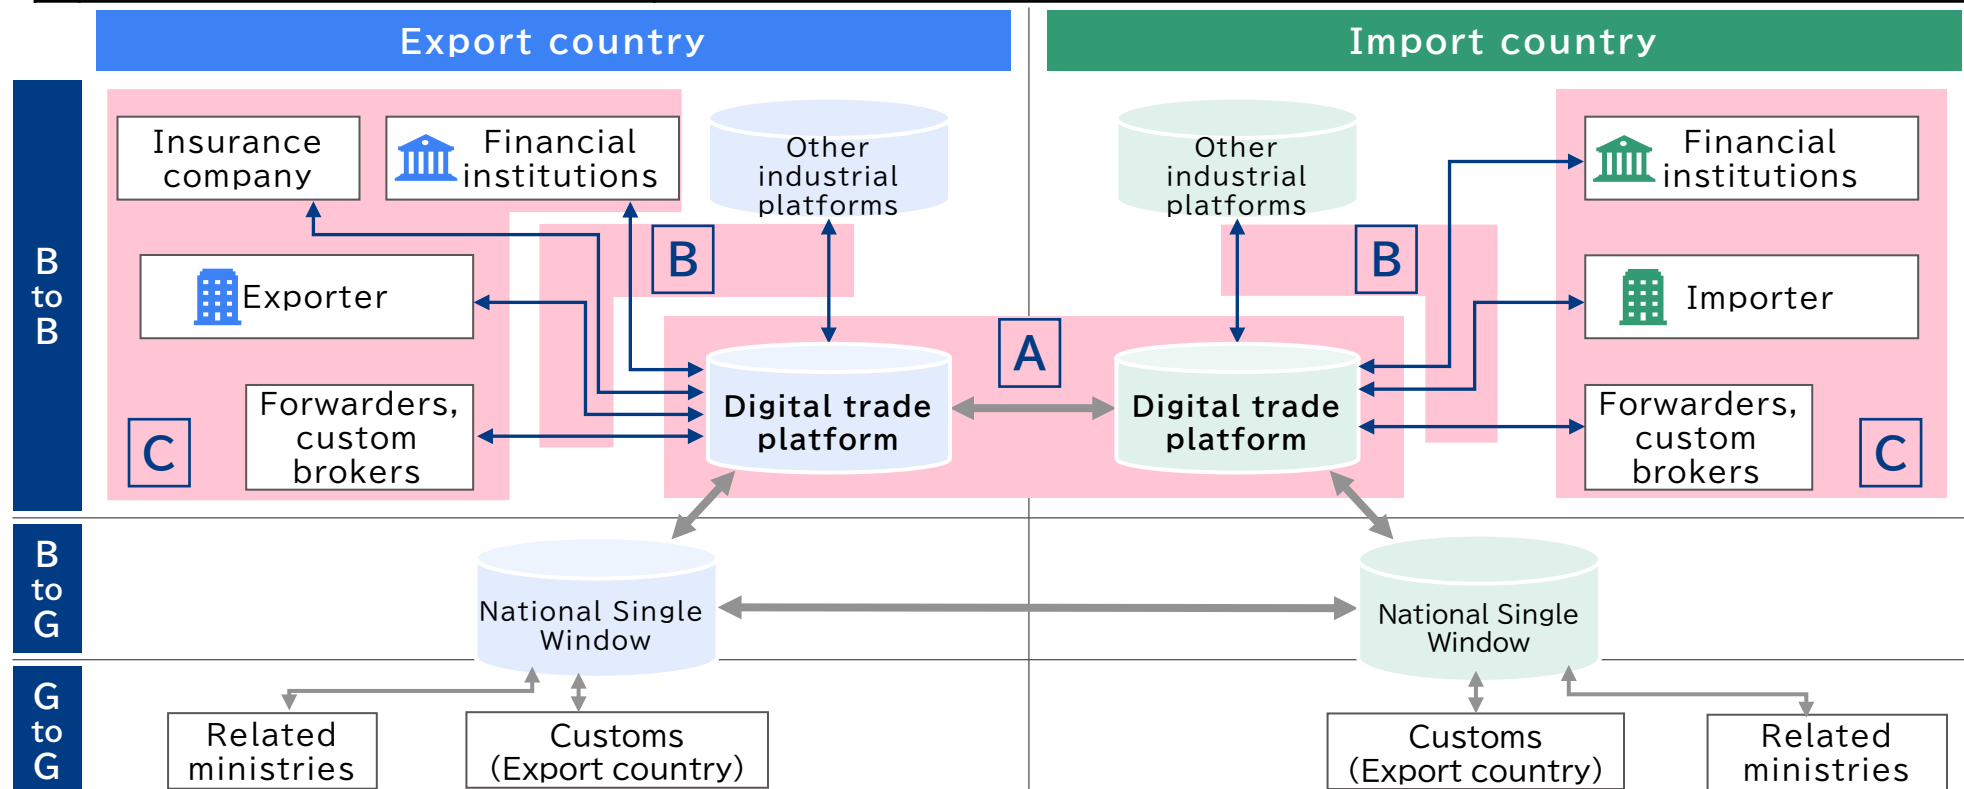 Export country
Import country
B
to
B
Insurance
company
Financial
institutions
Other
industrial
platforms
Other
industrial
platforms
Financial
institutions
B
B
Exporter
Importer
A
Forwarders,
custom
brokers
C
Digital trade
platform
Digital trade
platform
Forwarders,
custom
brokers
C
B
to
G
National Single
Window
National Single
Window
G
to
G
Related
ministries
Customs
(Export country)
Customs
(Export country)
Related
ministries